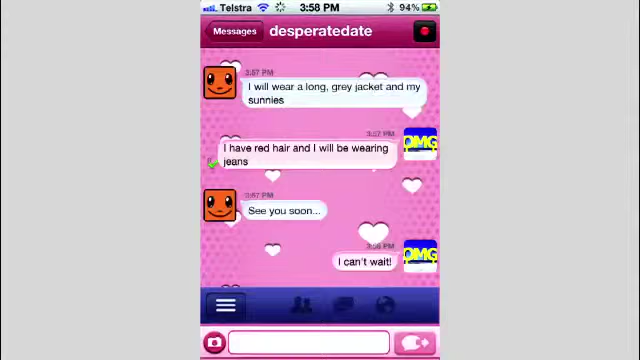 Telstra 3:58 PM 94%
Messages desperatedate
3:57 PM
I will wear a long, grey jacket and my
sunnies
3:57 PM
I have red hair and I will be wearing
jeans
OMG
3:57 PM
See you soon...
3:58 PM
I can't wait!
OMG